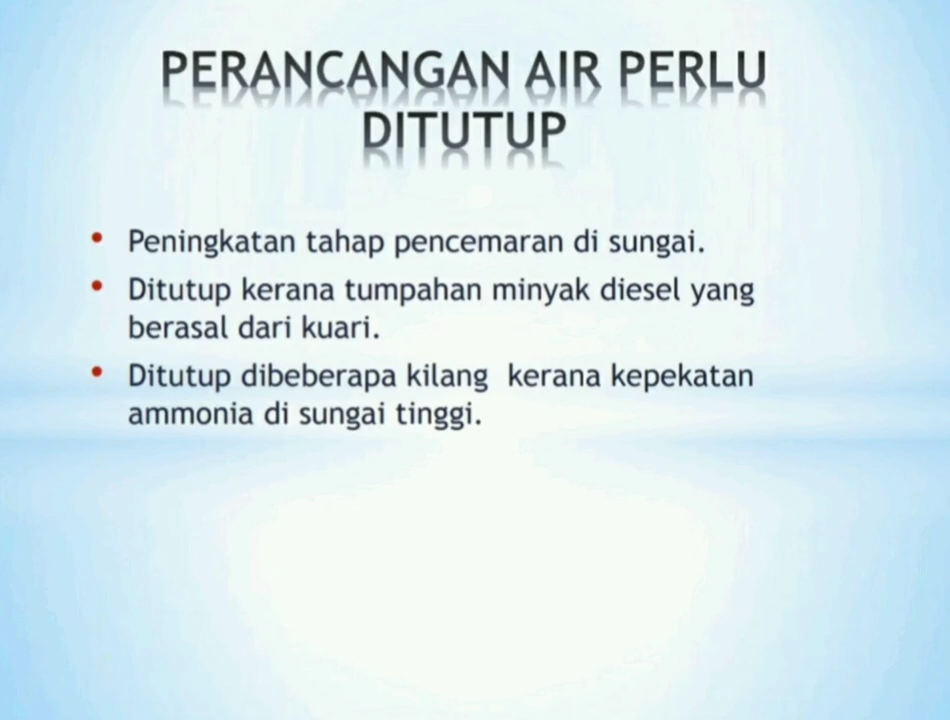 PERANCANGAN AIR PERLU
DITUTUP
• Peningkatan tahap pencemaran di sungai.
• Ditutup kerana tumpahan minyak diesel yang
berasal dari kuari.
• Ditutup dibeberapa kilang  kerana kepekatan
ammonia di sungai tinggi.